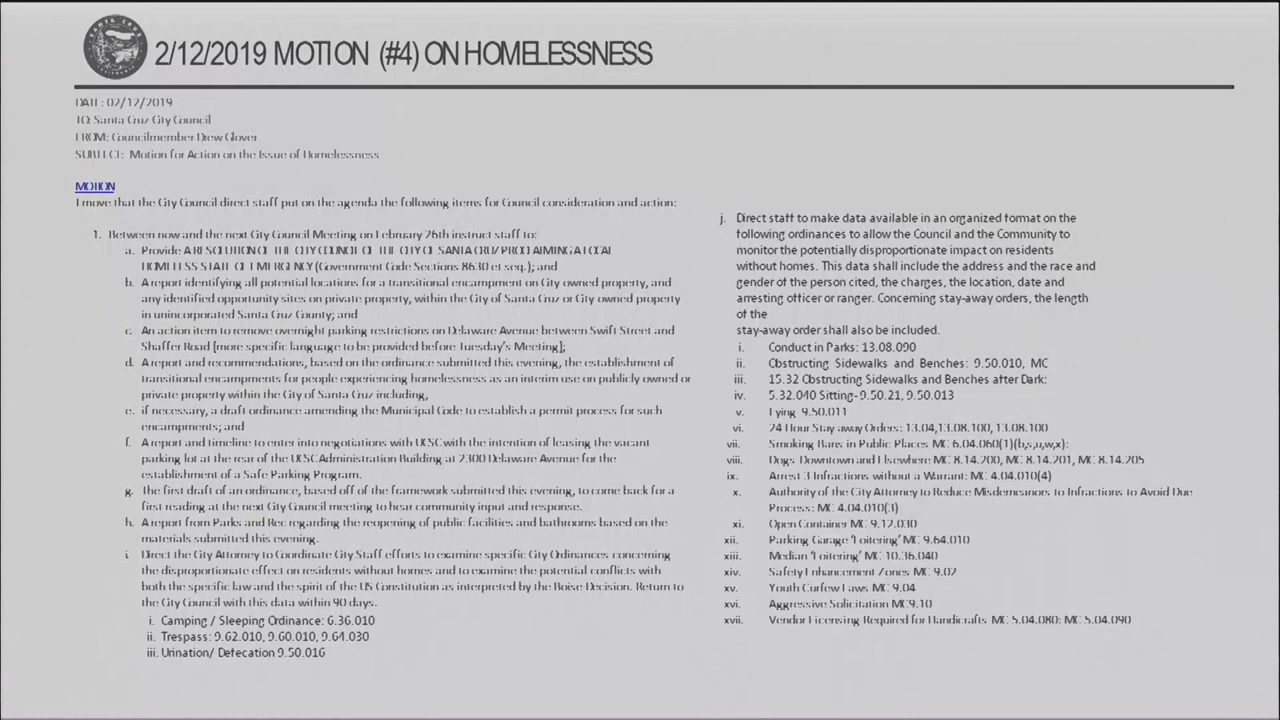 2/12/2019 MOTION (#4) ON HOMELESSNESS
DATE: 02/12/2019
TO: Santa Cruz City Council
FROM: Councilmember Drew Glover
SUBJECT: Motion for Action on the Issue of Homelessness
MOTION
I move that the City Council direct staff put on the agenda the following items for Council consideration and action:
1. Between now and the next City Council Meeting on February 26th instruct staff to:
a. Provide A RESOLUTION OF THE CITY COUNCIL OF THE CITY OF SANTA CRUZ PROCLAIMING A LOCAL
HOMELESS STATE OF EMERGENCY (Government Code Sections 8630 et seq.); and
b. A report identifying all potential locations for a transitional encampment on City owned property, and
any identified opportunity sites on private property, within the City of Santa Cruz or City owned property
in unincorporated Santa Cruz County; and
c. An action item to remove overnight parking restrictions on Delaware Avenue between Swift Street and
Shaffer Road [more specific language to be provided before Tuesday's Meeting];
d. A report and recommendations, based on the ordinance submitted this evening, the establishment of
transitional encampments for people experiencing homelessness as an interim use on publicly owned or
private property within the City of Santa Cruz including,
e. if necessary, a draft ordinance amending the Municipal Code to establish a permit process for such
encampments; and
f. A report and timeline to enter into negotiations with UCSC with the intention of leasing the vacant
parking lot at the rear of the UCSC Administration Building at 2300 Delaware Avenue for the
establishment of a Safe Parking Program.
g. The first draft of an ordinance, based off of the framework submitted this evening, to come back for a
first reading at the next City Council meeting to hear community input and response.
h. A report from Parks and Rec regarding the reopening of public facilities and bathrooms based on the
materials submitted this evening.
i. Direct the City Attorney to Coordinate City Staff efforts to examine specific City Ordinances concerning
the disproportionate effect on residents without homes and to examine the potential conflicts with
both the specific law and the spirit of the US Constitution as interpreted by the Boise Decision. Return to
the City Council with this data within 90 days.
i. Camping / Sleeping Ordinance: 6.36.010
ii. Trespass: 9.62.010, 9.60.010, 9.64.030
iii. Urination/ Defecation 9.50.016
j. Direct staff to make data available in an organized format on the
following ordinances to allow the Council and the Community to
monitor the potentially disproportionate impact on residents
without homes. This data shall include the address and the race and
gender of the person cited, the charges, the location, date and
arresting officer or ranger. Concerning stay-away orders, the length
of the
stay-away order shall also be included.
i. Conduct in Parks: 13.08.090
ii. Obstructing Sidewalks and Benches: 9.50.010, MC
iii. 15.32 Obstructing Sidewalks and Benches after Dark:
iv. 5.32.040 Sitting- 9.50.21, 9.50.013
v. Lying 9.50.011
vi. 24 Hour Stay away Orders: 13.04,13.08.100, 13.08.100
vii. Smoking Bans in Public Places MC 6.04.060(1)(b,s,u,w,x):
viii. Dogs Downtown and Elsewhere MC 8.14.200, MC 8.14.201, MC 8.14.205
ix. Arrest 3 Infractions without a Warrant: MC 4.04.010(4)
x. Authority of the City Attorney to Reduce Misdemeanors to Infractions to Avoid Due
Process: MC 4.04.010(3)
xi. Open Container MC 9.12.030
xii. Parking Garage 'Loitering' MC 9.64.010
xiii. Median 'Loitering' MC 10.36.040
xiv. Safety Enhancement Zones MC 9.02
xv. Youth Curfew Laws MC 9.04
xvi. Aggressive Solicitation MC9.10
xvii. Vendor Licensing Required for Handicrafts MC 5.04.080; MC 5.04.090